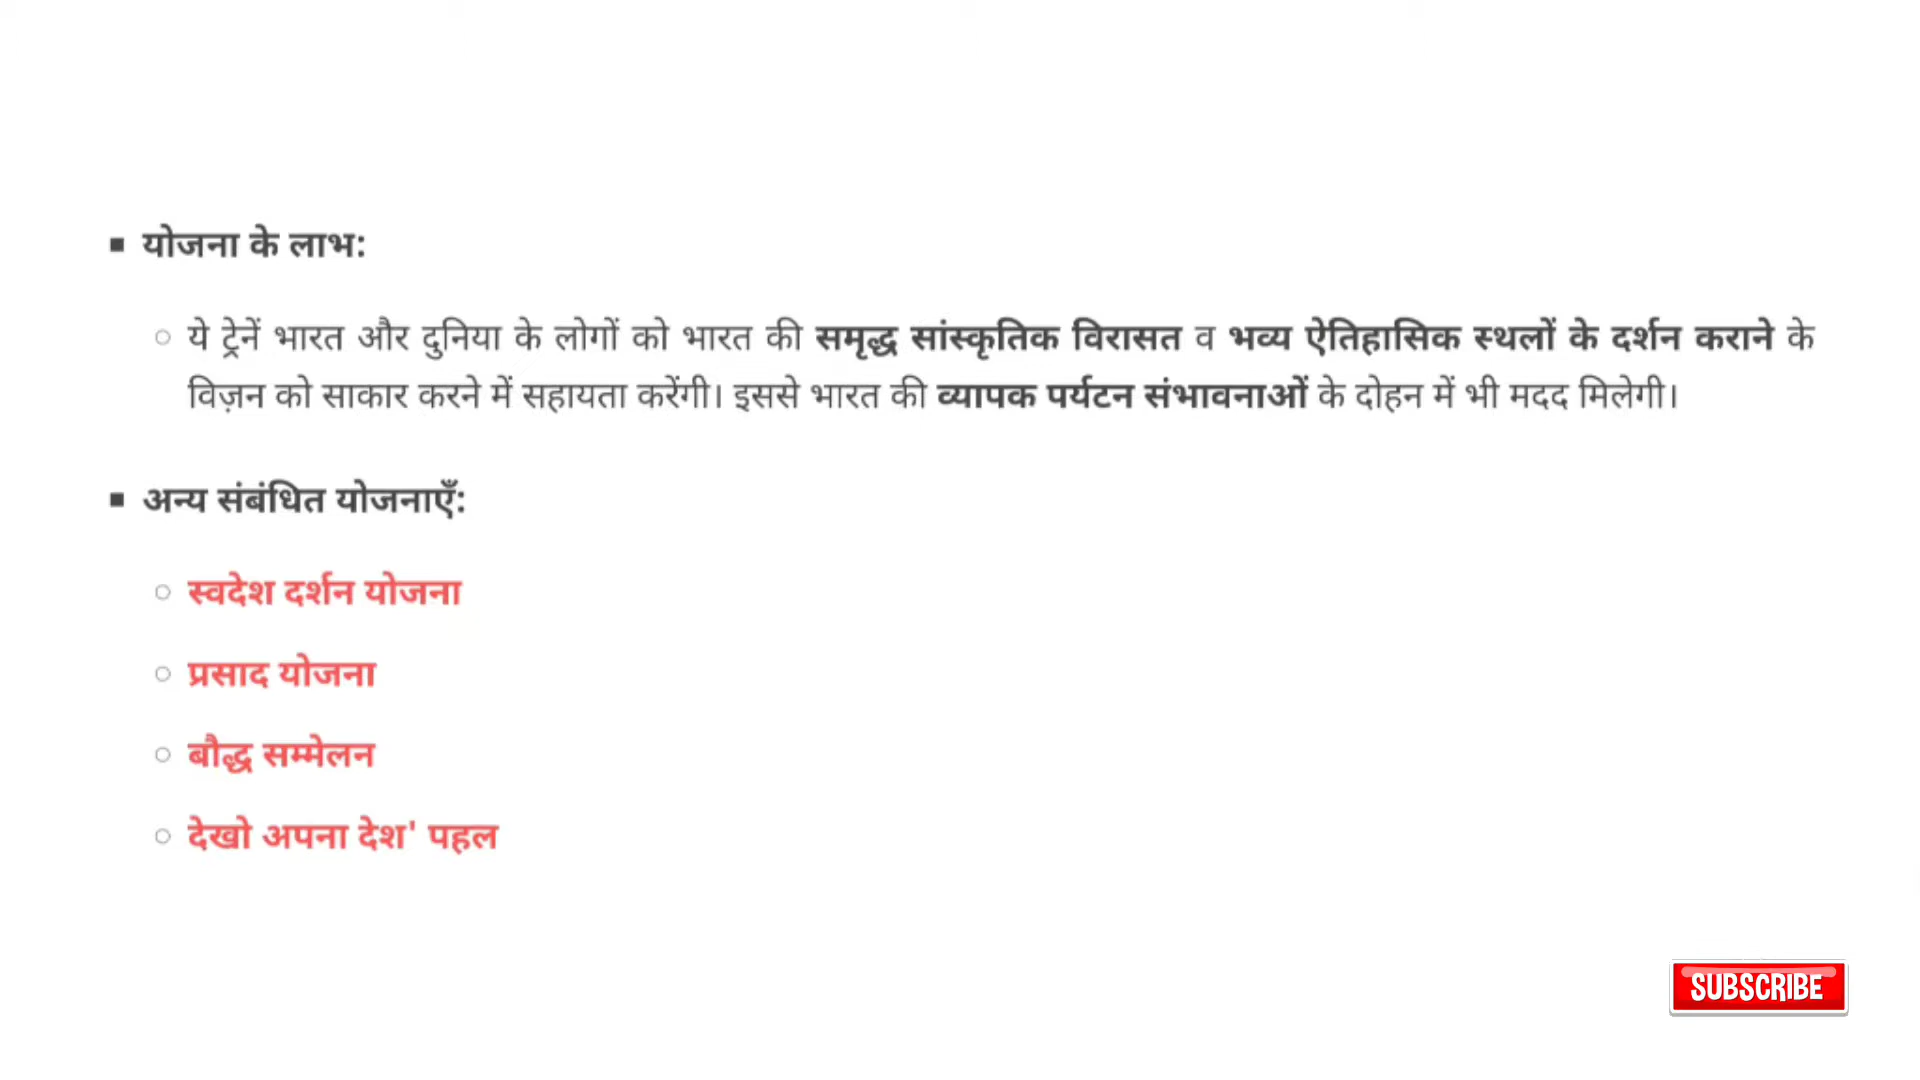 योजना के लाभ:
ये ट्रेनें भारत और दुनिया के लोगों को भारत की समृद्ध सांस्कृतिक विरासत व भव्य ऐतिहासिक स्थलों के दर्शन कराने के
विज़न को साकार करने में सहायता करेंगी। इससे भारत की व्यापक पर्यटन संभावनाओं के दोहन में भी मदद मिलेगी।
अन्य संबंधित योजनाएँ:
स्वदेश दर्शन योजना
प्रसाद योजना
बौद्ध सम्मेलन
देखो अपना देश' पहल
SUBSCRIBE